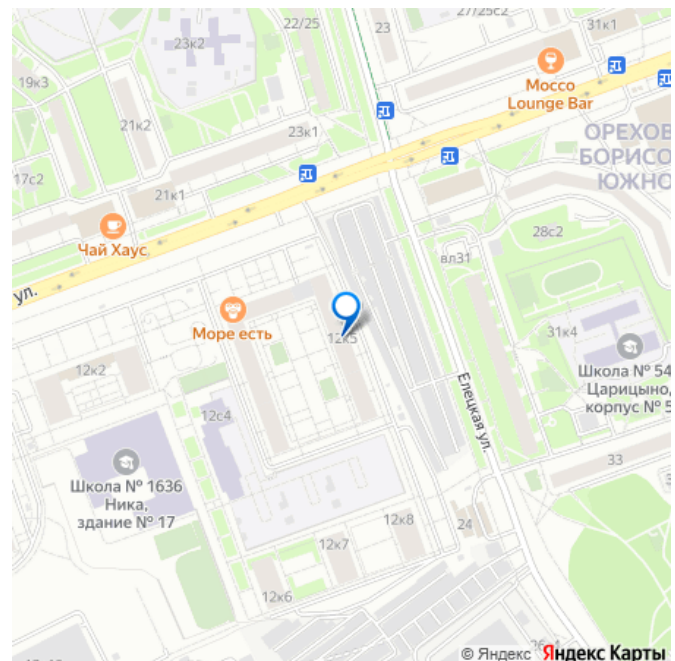 22/25
23
27/25с2
31к1
23к2
19к3
Мосco
Lounge Bar
21к2
23к1
ОРЕХОВ
БОРИСО
ЮЖНО
17с2
21к1
Чай Хаус
28с2
вл31
ул.
Море есть
12к5
31к4
Школа № 54
Царицыно,
корпус № 5
12к2
12с4
Елецкая ул.
Школа № 1636
Ника,
здание № 17
33
12к8
24
12к7
12к6
© Яндекс Яндекс Карты